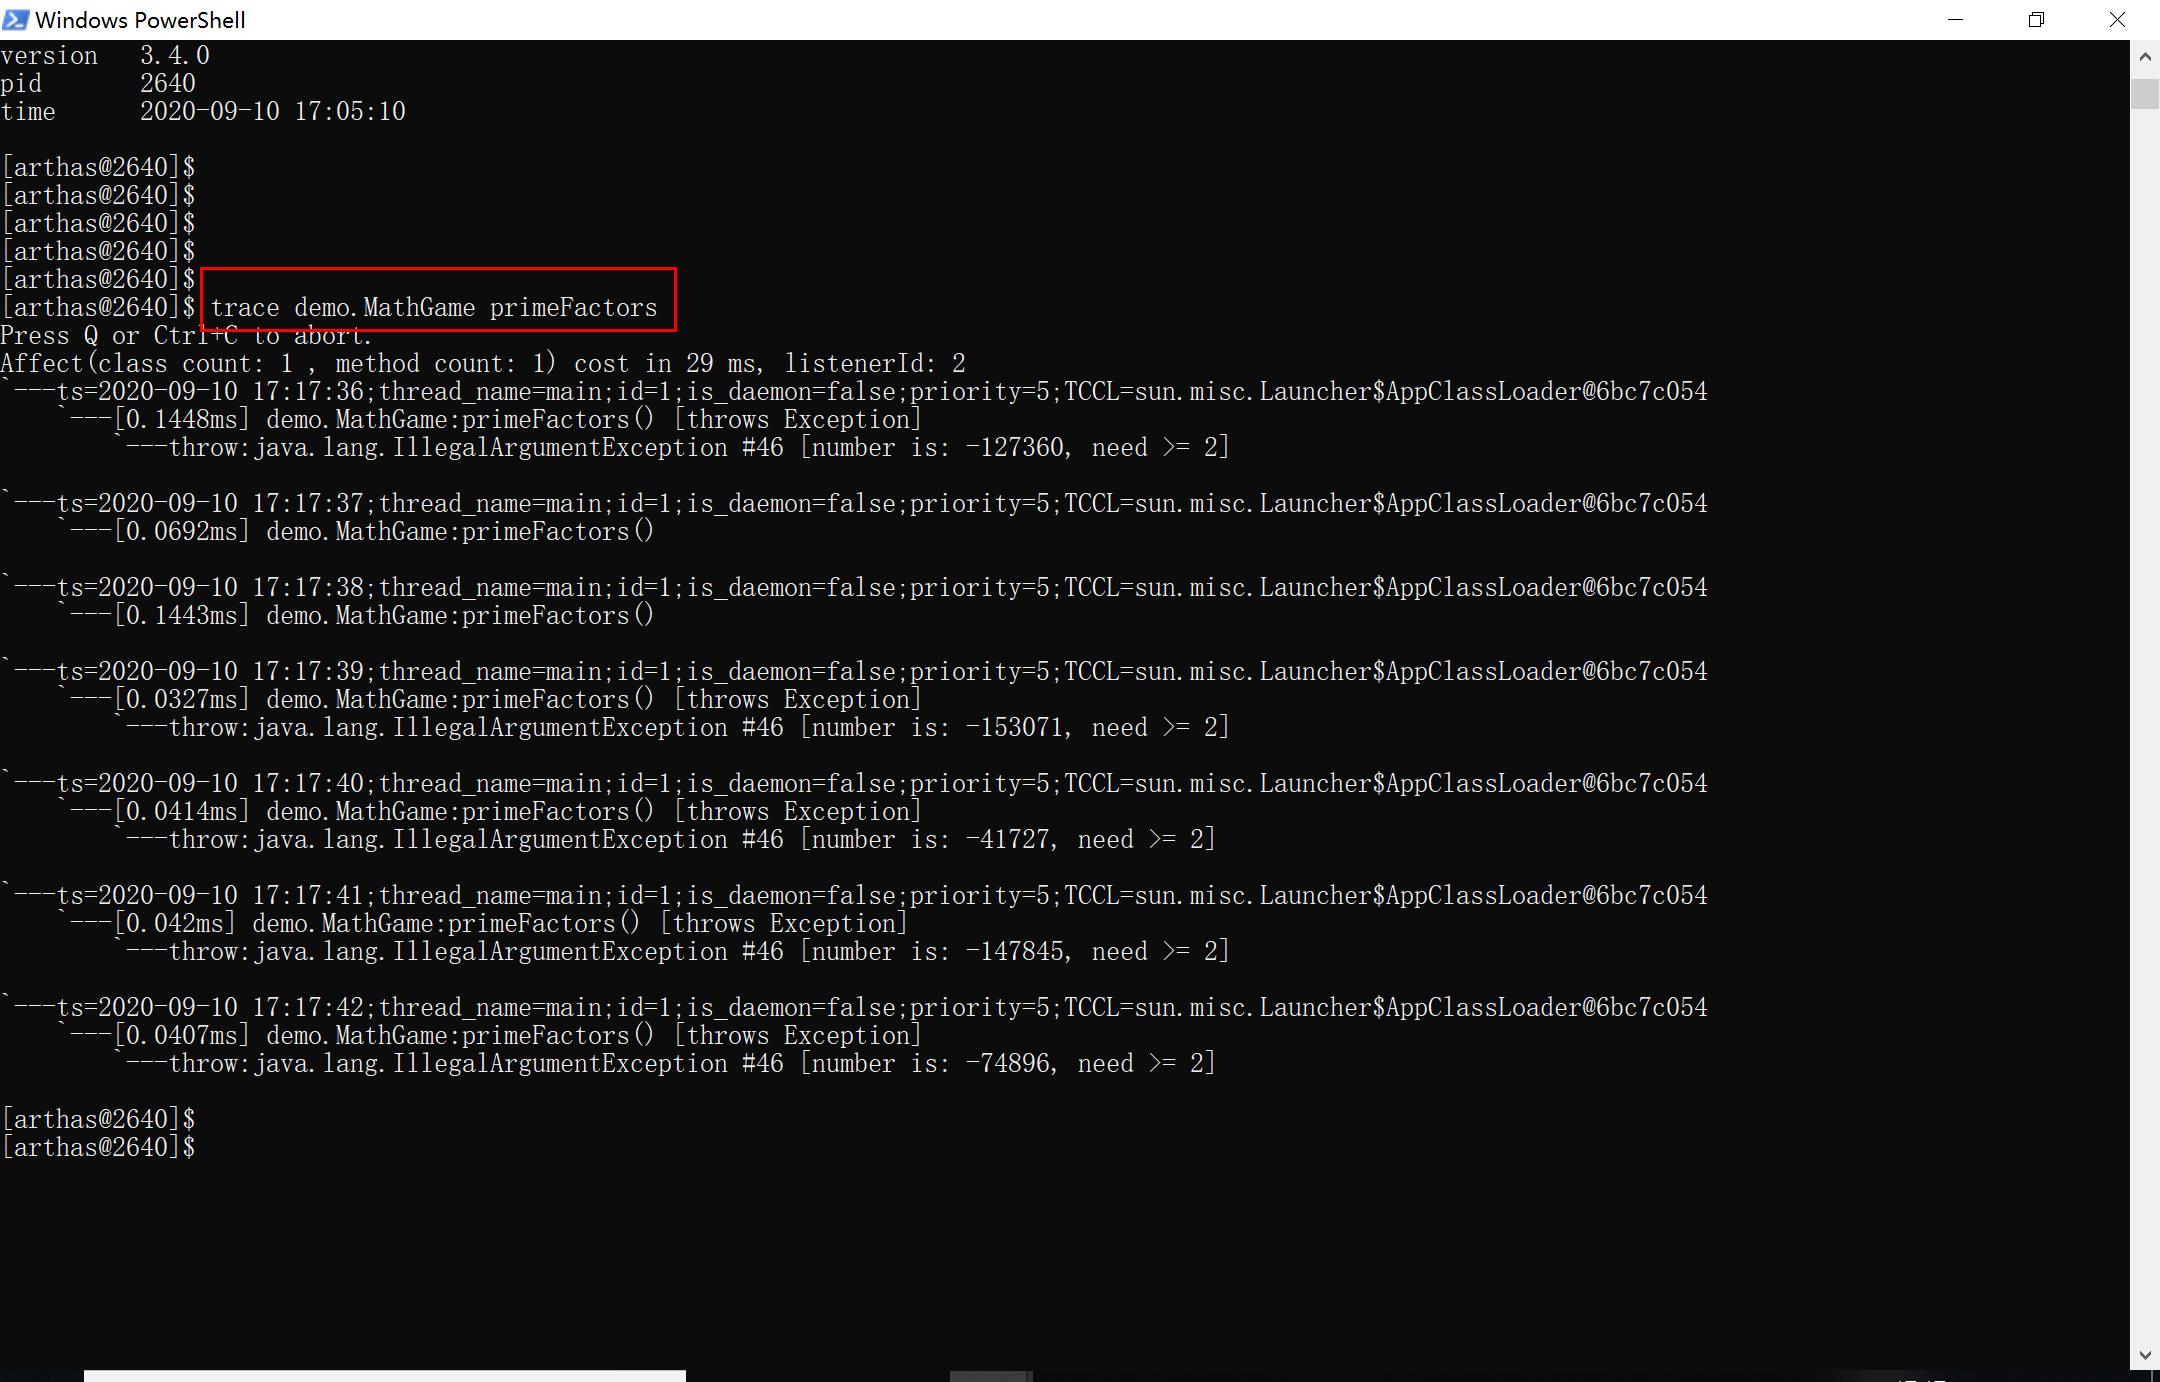 Windows PowerShell
version   3.4.0
pid       2640
time      2020-09-10 17:05:10
[arthas@2640]$
[arthas@2640]$
[arthas@2640]$
[arthas@2640]$
[arthas@2640]$
[arthas@2640]$ trace demo.MathGame primeFactors
Press Q or Ctrl+C to abort.
Affect(class count: 1 , method count: 1) cost in 29 ms, listenerId: 2
`---ts=2020-09-10 17:17:36;thread_name=main;id=1;is_daemon=false;priority=5;TCCL=sun.misc.Launcher$AppClassLoader@6bc7c054
    `---[0.1448ms] demo.MathGame:primeFactors() [throws Exception]
        `---throw:java.lang.IllegalArgumentException #46 [number is: -127360, need >= 2]
`---ts=2020-09-10 17:17:37;thread_name=main;id=1;is_daemon=false;priority=5;TCCL=sun.misc.Launcher$AppClassLoader@6bc7c054
    `---[0.0692ms] demo.MathGame:primeFactors()
`---ts=2020-09-10 17:17:38;thread_name=main;id=1;is_daemon=false;priority=5;TCCL=sun.misc.Launcher$AppClassLoader@6bc7c054
    `---[0.1443ms] demo.MathGame:primeFactors()
`---ts=2020-09-10 17:17:39;thread_name=main;id=1;is_daemon=false;priority=5;TCCL=sun.misc.Launcher$AppClassLoader@6bc7c054
    `---[0.0327ms] demo.MathGame:primeFactors() [throws Exception]
        `---throw:java.lang.IllegalArgumentException #46 [number is: -153071, need >= 2]
`---ts=2020-09-10 17:17:40;thread_name=main;id=1;is_daemon=false;priority=5;TCCL=sun.misc.Launcher$AppClassLoader@6bc7c054
    `---[0.0414ms] demo.MathGame:primeFactors() [throws Exception]
        `---throw:java.lang.IllegalArgumentException #46 [number is: -41727, need >= 2]
`---ts=2020-09-10 17:17:41;thread_name=main;id=1;is_daemon=false;priority=5;TCCL=sun.misc.Launcher$AppClassLoader@6bc7c054
    `---[0.042ms] demo.MathGame:primeFactors() [throws Exception]
        `---throw:java.lang.IllegalArgumentException #46 [number is: -147845, need >= 2]
`---ts=2020-09-10 17:17:42;thread_name=main;id=1;is_daemon=false;priority=5;TCCL=sun.misc.Launcher$AppClassLoader@6bc7c054
    `---[0.0407ms] demo.MathGame:primeFactors() [throws Exception]
        `---throw:java.lang.IllegalArgumentException #46 [number is: -74896, need >= 2]
[arthas@2640]$
[arthas@2640]$